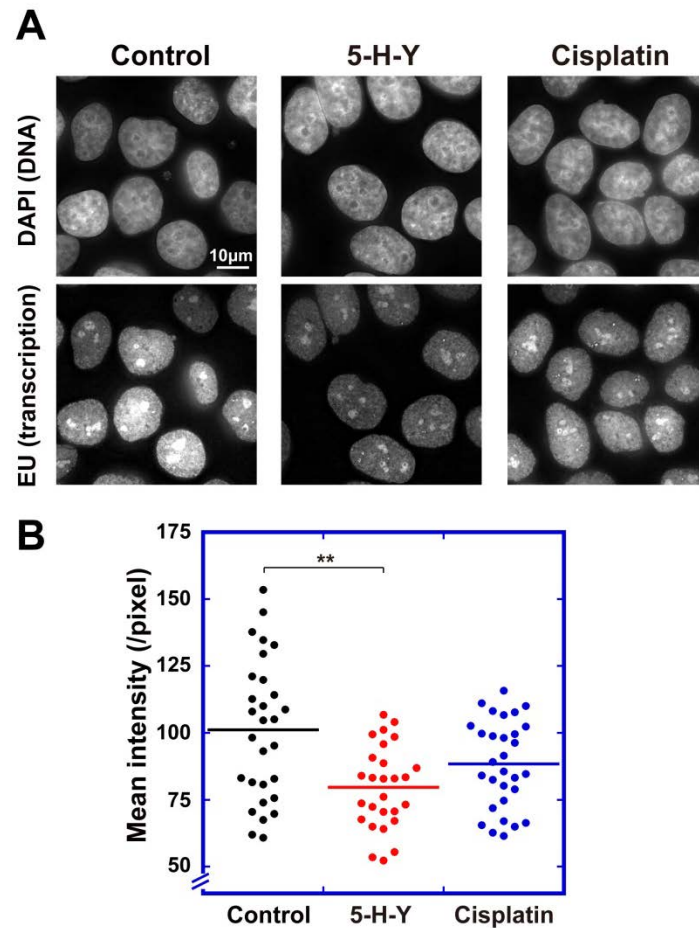 A
Control 5-H-Y Cisplatin
DAPI (DNA)
10µm
EU (transcription)
B
Mean intensity (/pixel)
175
150
125
100
75
50
**
Control 5-H-Y Cisplatin